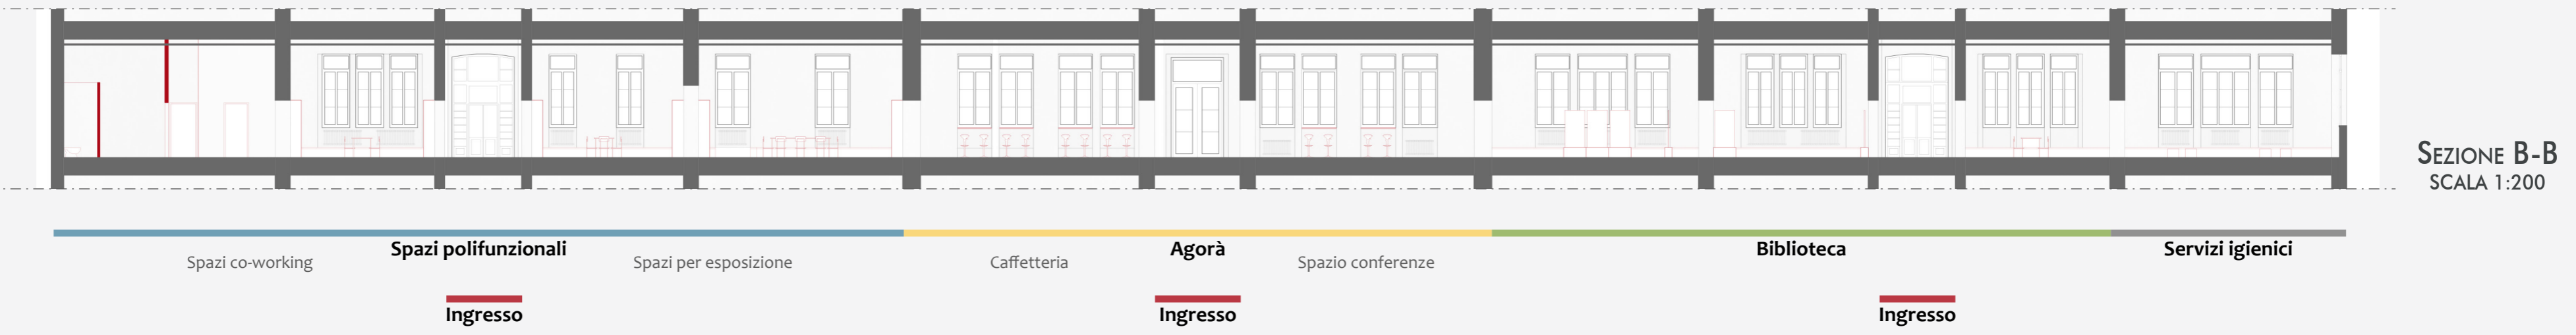 SEZIONE B-B
SCALA 1:200
Spazi polifunzionali
Agorà
Biblioteca
Servizi igienici
Spazi co-working
Spazi per esposizione
Caffetteria
Spazio conferenze
Ingresso
Ingresso
Ingresso